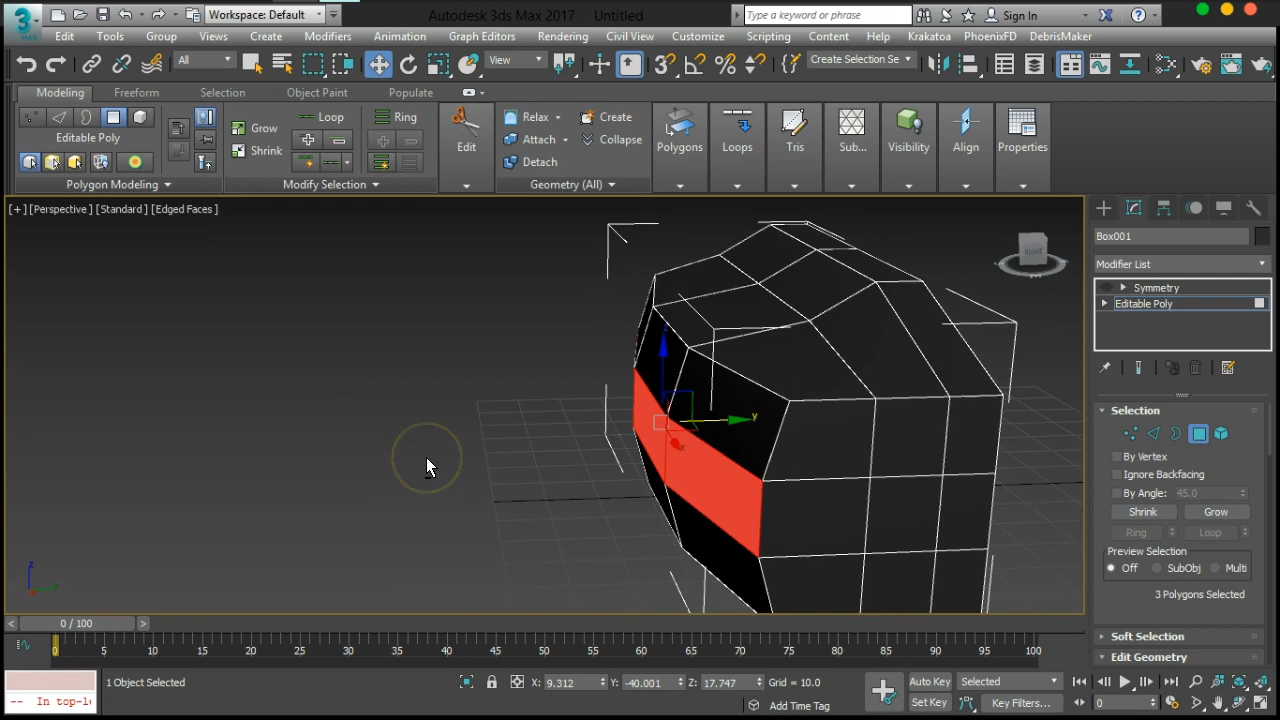 3
MAX
Workspace: Default
Autodesk 3ds Max 2017 Untitled
Type a keyword or phrase
Sign In
Edit Tools Group Views Create Modifiers Animation Graph Editors Rendering Civil View Customize Scripting Content Help Krakatoa PhoenixFD DebrisMaker
All
View
Create Selection Se
Modeling Freeform Selection Object Paint Populate
Editable Poly
Polygon Modeling
Grow
Shrink
Loop
Ring
Modify Selection
Edit
Relax
Create
Attach
Collapse
Detach
Geometry (All)
Polygons
Loops
Tris
Sub...
Visibility
Align
Properties
[+] [Perspective] [Standard] [Edged Faces]
RIGHT
z
y
z
Box001
Modifier List
Symmetry
Editable Poly
Selection
By Vertex
Ignore Backfacing
By Angle: 45.0
Shrink Grow
Ring Loop
Preview Selection
Off SubObj Multi
3 Polygons Selected
Soft Selection
Edit Geometry
< 0 / 100 >
0 5 10 15 20 25 30 35 40 45 50 55 60 65 70 75 80 85 90 95 100
1 Object Selected
X: 9.312 Y: -40.001 Z: 17.747 Grid = 10.0
Auto Key Selected
-- In top-le
Add Time Tag
Set Key
Key Filters...
0